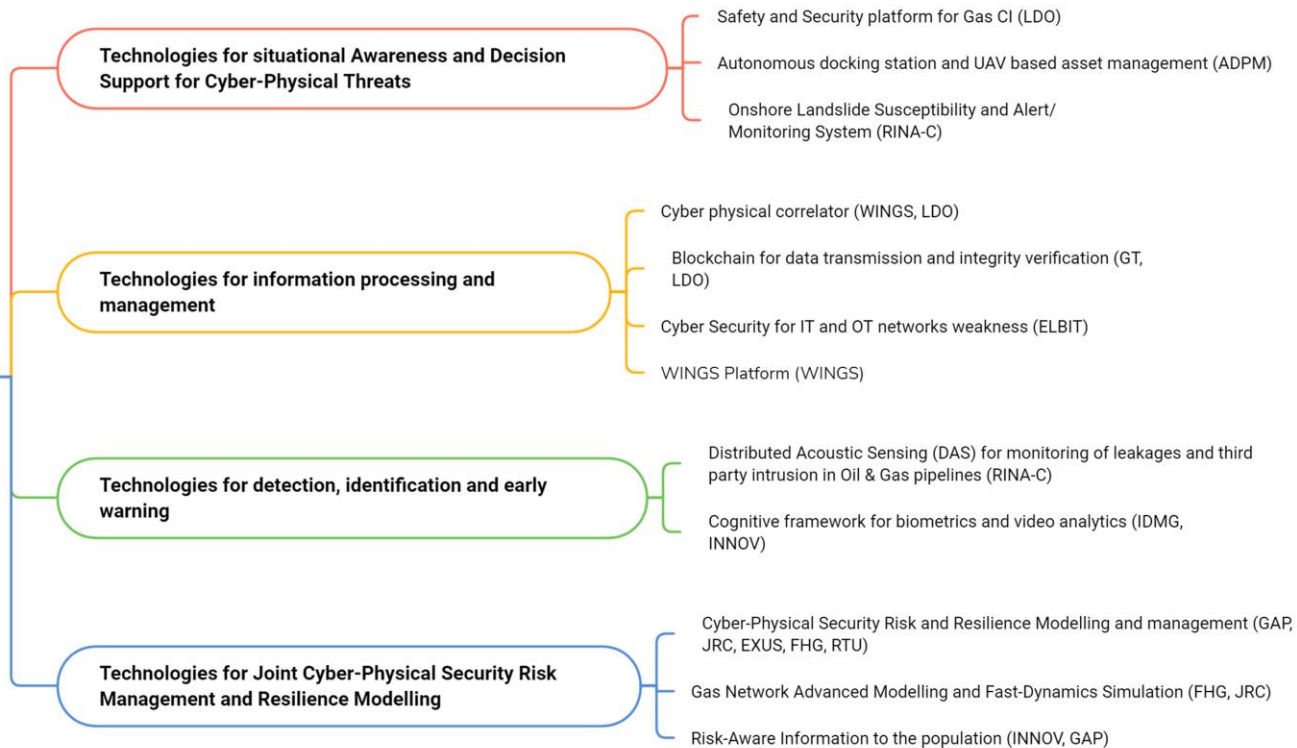 Technologies for situational Awareness and Decision
Support for Cyber-Physical Threats
Safety and Security platform for Gas CI (LDO)
Autonomous docking station and UAV based asset management (ADPM)
Onshore Landslide Susceptibility and Alert/
Monitoring System (RINA-C)
Technologies for information processing and
management
Cyber physical correlator (WINGS, LDO)
Blockchain for data transmission and integrity verification (GT,
LDO)
Cyber Security for IT and OT networks weakness (ELBIT)
WINGS Platform (WINGS)
Technologies for detection, identification and early
warning
Distributed Acoustic Sensing (DAS) for monitoring of leakages and third
party intrusion in Oil & Gas pipelines (RINA-C)
Cognitive framework for biometrics and video analytics (IDMG,
INNOV)
Technologies for Joint Cyber-Physical Security Risk
Management and Resilience Modelling
Cyber-Physical Security Risk and Resilience Modelling and management (GAP,
JRC, EXUS, FHG, RTU)
Gas Network Advanced Modelling and Fast-Dynamics Simulation (FHG, JRC)
Risk-Aware Information to the population (INNOV, GAP)